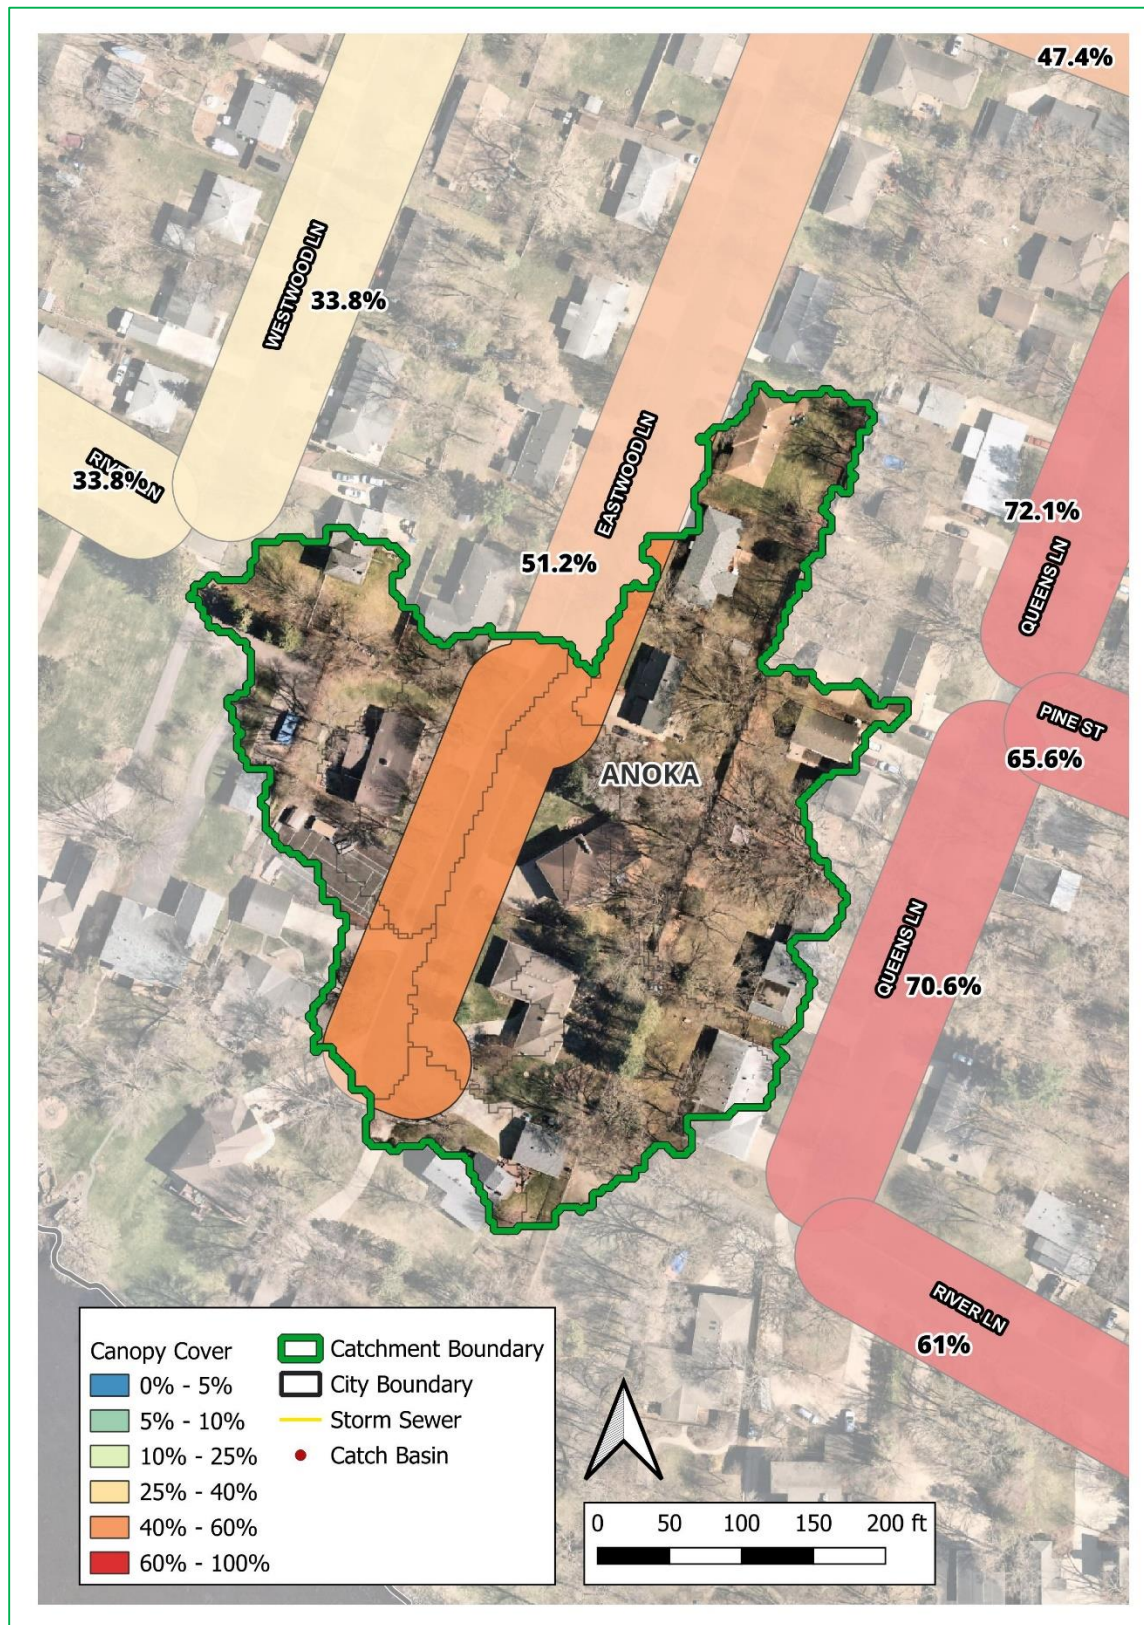 47.4%
WESTWOOD LN
33.8%
RIVER LN
33.8%
EASTWOOD LN
51.2%
72.1%
QUEENS LN
PINE ST
65.6%
ANOKA
QUEENS LN
70.6%
RIVER LN
61%
Canopy Cover
0% - 5%
5% - 10%
10% - 25%
25% - 40%
40% - 60%
60% - 100%
Catchment Boundary
City Boundary
Storm Sewer
Catch Basin
0 50 100 150 200 ft